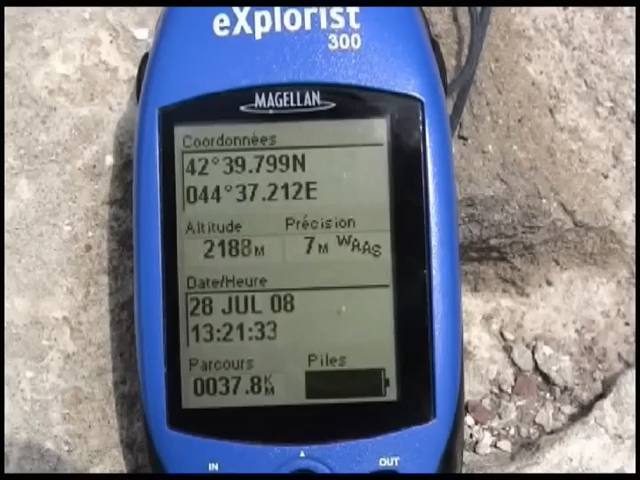 eXplorist
300
MAGELLAN
Coordonnées
42°39.799N
044°37.212E
Altitude Précision
2188M 7M WAAS
Date/Heure
28 JUL 08
13:21:33
Parcours Piles
0037.8KM
IN OUT